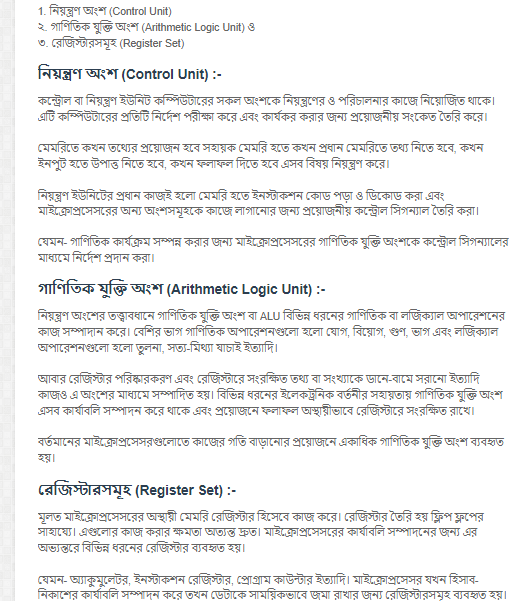 ১. নিয়ন্ত্রণ অংশ (Control Unit)
২. গাণিতিক যুক্তি অংশ (Arithmetic Logic Unit) ও
৩. রেজিস্টারসমূহ (Register Set)
নিয়ন্ত্রণ অংশ (Control Unit) :-
কন্ট্রোল বা নিয়ন্ত্রণ ইউনিট কম্পিউটারের সকল অংশকে নিয়ন্ত্রণের ও পরিচালনার কাজে নিয়োজিত থাকে।
এটি কম্পিউটারের প্রতিটি নির্দেশ পরীক্ষা করে এবং কার্যকর করার জন্য প্রয়োজনীয় সংকেত তৈরি করে।
মেমরিতে কখন তথ্যের প্রয়োজন হবে সহায়ক মেমরি হতে কখন প্রধান মেমরিতে তথ্য নিতে হবে, কখন
ইনপুট হতে উপাত্ত নিতে হবে, কখন ফলাফল দিতে হবে এসব বিষয় নিয়ন্ত্রণ করে।
নিয়ন্ত্রণ ইউনিটের প্রধান কাজই হলো মেমরি হতে ইনস্টাকশন কোড পড়া ও ডিকোড করা এবং
মাইক্রোপ্রসেসরের অন্য অংশসমূহকে কাজে লাগানোর জন্য প্রয়োজনীয় কন্ট্রোল সিগন্যাল তৈরি করা।
যেমন- গাণিতিক কার্যক্রম সম্পন্ন করার জন্য মাইক্রোপ্রসেসরের গাণিতিক যুক্তি অংশকে কন্ট্রোল সিগন্যালের
মাধ্যমে নির্দেশ প্রদান করা।
গাণিতিক যুক্তি অংশ (Arithmetic Logic Unit) :-
নিয়ন্ত্রণ অংশের তত্ত্বাবধানে গাণিতিক যুক্তি অংশ বা ALU বিভিন্ন ধরনের গাণিতিক বা লজিক্যাল অপারেশনের
কাজ সম্পাদান করে। বেশির ভাগ গাণিতিক অপারেশনগুলো হলো যোগ, বিয়োগ, গুণ, ভাগ এবং লজিক্যাল
অপারেশনগুলো হলো তুলনা, সত্য-মিথ্যা যাচাই ইত্যাদি।
আবার রেজিস্টার পরিষ্কারকরণ এবং রেজিস্টারে সংরক্ষিত তথ্য বা সংখ্যাকে ডানে-বামে সরানো ইত্যাদি
কাজও এ অংশের মাধ্যমে সম্পাদিত হয়। বিভিন্ন ধরনের ইলেকট্রনিক বর্তনীর সহায়তায় গাণিতিক যুক্তি অংশ
এসব কার্যাবলি সম্পাদন করে থাকে এবং প্রয়োজনে ফলাফল অস্থায়ীভাবে রেজিস্টারে সংরক্ষিত রাখে।
বর্তমানের মাইক্রোপ্রসেসরগুলোতে কাজের গতি বাড়ানোর প্রয়োজনে একাধিক গাণিতিক যুক্তি অংশ ব্যবহৃত
হয়।
রেজিস্টারসমূহ (Register Set) :-
মূলত মাইক্রোপ্রসেসরের অস্থায়ী মেমরি রেজিস্টার হিসেবে কাজ করে। রেজিস্টার তৈরি হয় ফ্লিপ ফ্লপের
সাহায্যে। এগুলোর কাজ করার ক্ষমতা অত্যন্ত দ্রুত। মাইক্রোপ্রসেসরের কার্যাবলি সম্পাদনের জন্য এর
অভ্যন্তরে বিভিন্ন ধরনের রেজিস্টার ব্যবহৃত হয়।
যেমন- অ্যাকুমুলেটর, ইনস্টাকশন রেজিস্টার, প্রোগ্রাম কাউন্টার ইত্যাদি। মাইক্রোপ্রসেসর যখন হিসাব-
নিকাশের কার্যাবলি সম্পাদন করে তখন ডেটাকে সাময়িকভাবে জমা রাখার জন্য রেজিস্টারসমূহ ব্যবহৃত হয়।